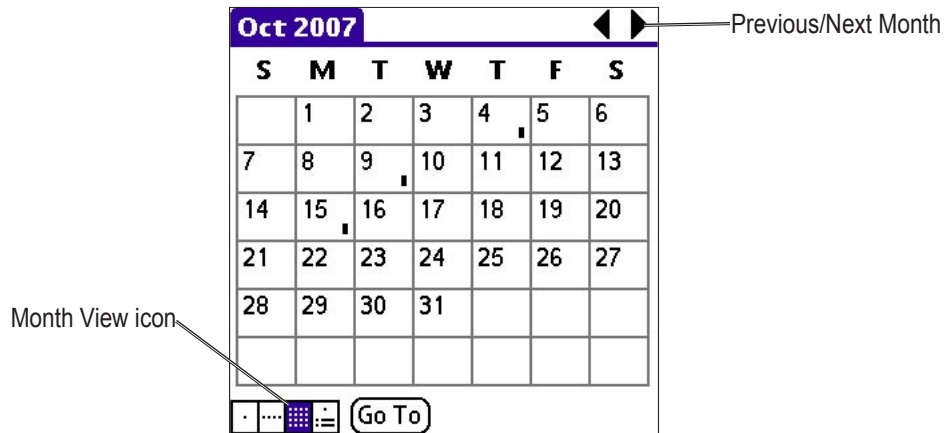 Oct 2007
Previous/Next Month
S M T W T F S
1 2 3 4 5 6
7 8 9 10 11 12 13
14 15 16 17 18 19 20
21 22 23 24 25 26 27
28 29 30 31
Month View icon
Go To